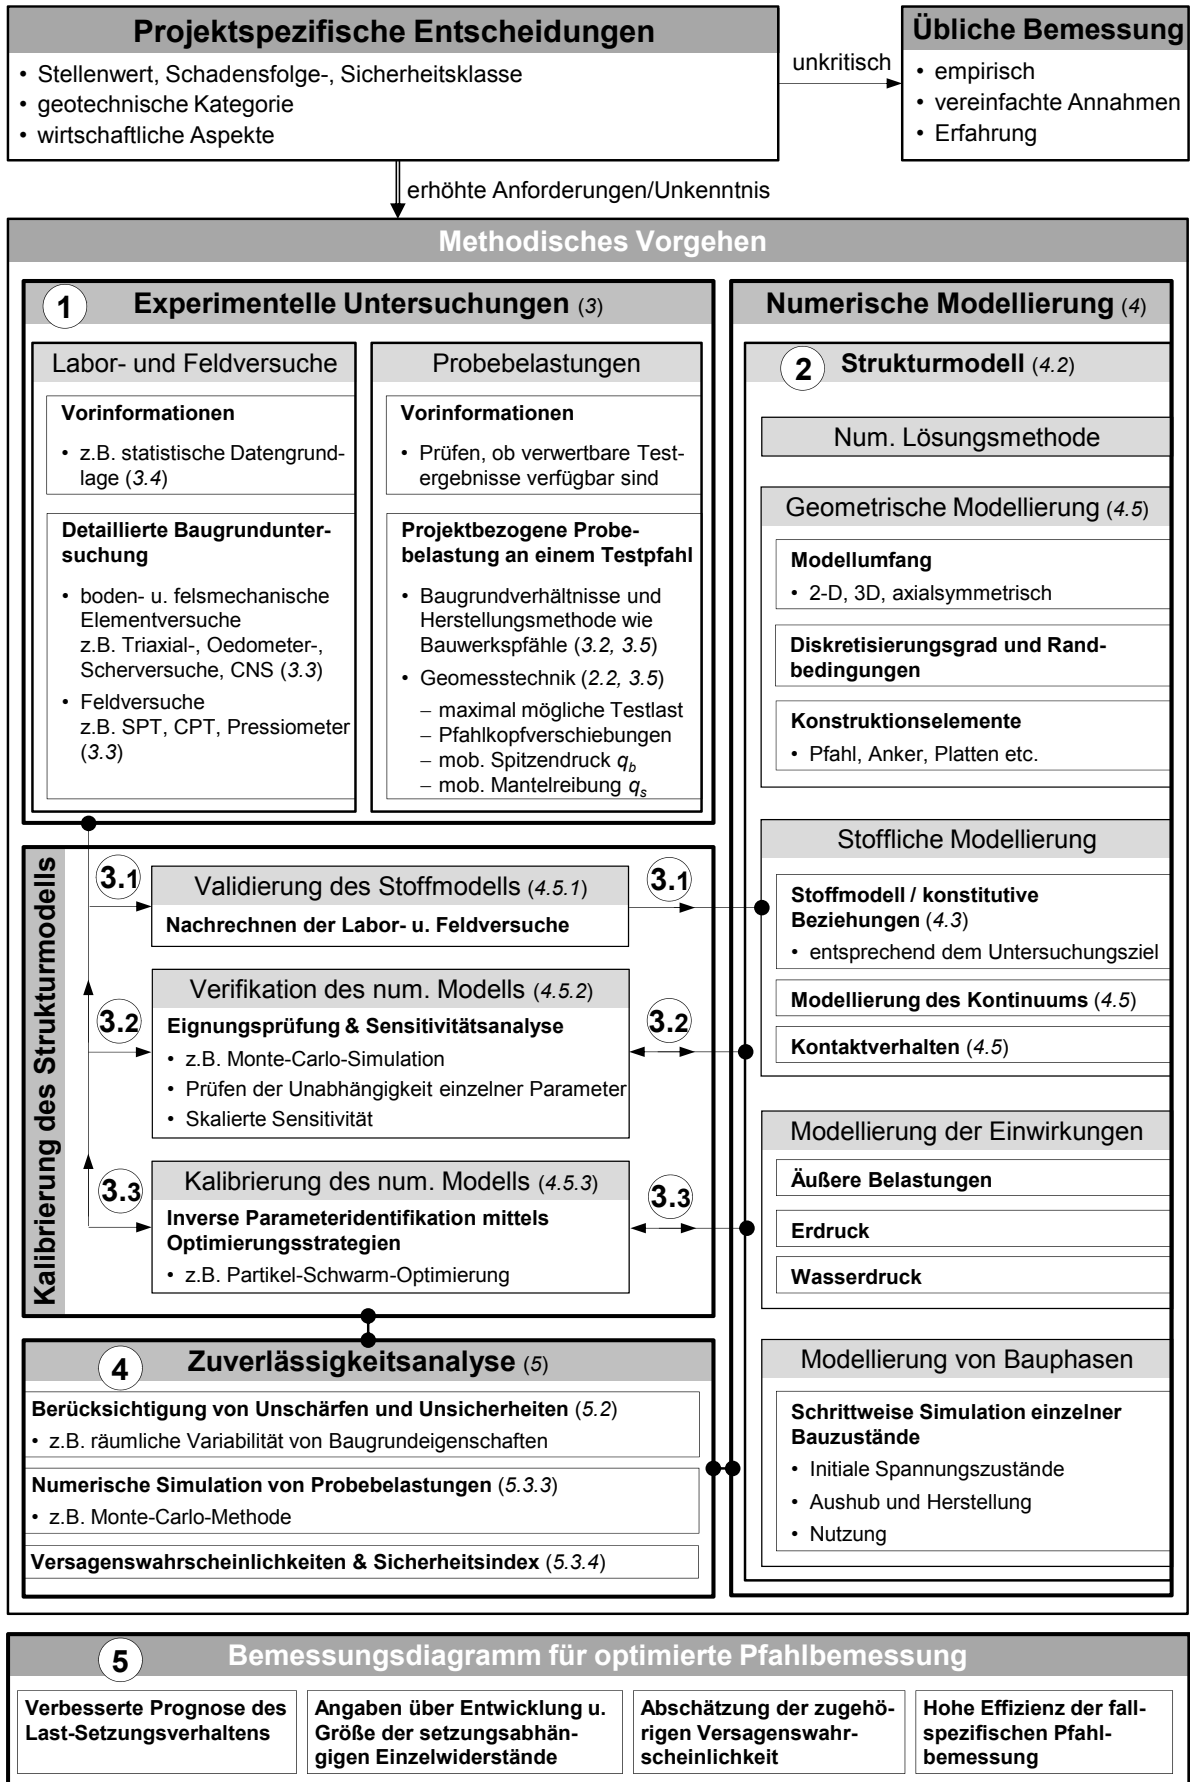 Projektspezifische Entscheidungen
• Stellenwert, Schadensfolge-, Sicherheitsklasse
• geotechnische Kategorie
• wirtschaftliche Aspekte
unkritisch
Übliche Bemessung
• empirisch
• vereinfachte Annahmen
• Erfahrung
erhöhte Anforderungen/Unkenntnis
Methodisches Vorgehen
1 Experimentelle Untersuchungen (3)
Labor- und Feldversuche
Vorinformationen
• z.B. statistische Datengrund-
lage (3.4)
Detaillierte Baugrundunter-
suchung
• boden- u. felsmechanische
Elementversuche
z.B. Triaxial-, Oedometer-,
Scherversuche, CNS (3.3)
• Feldversuche
z.B. SPT, CPT, Pressiometer
(3.3)
Probebelastungen
Vorinformationen
• Prüfen, ob verwertbare Test-
ergebnisse verfügbar sind
Projektbezogene Probe-
belastung an einem Testpfahl
• Baugrundverhältnisse und
Herstellungsmethode wie
Bauwerkspfähle (3.2, 3.5)
• Geomesstechnik (2.2, 3.5)
– maximal mögliche Testlast
– Pfahlkopfverschiebungen
– mob. Spitzendruck qb
– mob. Mantelreibung qs
Numerische Modellierung (4)
2 Strukturmodell (4.2)
Num. Lösungsmethode
Geometrische Modellierung (4.5)
Modellumfang
• 2-D, 3D, axialsymmetrisch
Diskretisierungsgrad und Rand-
bedingungen
Konstruktionselemente
• Pfahl, Anker, Platten etc.
Stoffliche Modellierung
Stoffmodell / konstitutive
Beziehungen (4.3)
• entsprechend dem Untersuchungsziel
Modellierung des Kontinuums (4.5)
Kontaktverhalten (4.5)
Modellierung der Einwirkungen
Äußere Belastungen
Erdruck
Wasserdruck
Modellierung von Bauphasen
Schrittweise Simulation einzelner
Bauzustände
• Initiale Spannungszustände
• Aushub und Herstellung
• Nutzung
Kalibrierung des Strukturmodells
3.1
Validierung des Stoffmodells (4.5.1)
Nachrechnen der Labor- u. Feldversuche
3.1
3.2
Verifikation des num. Modells (4.5.2)
Eignungsprüfung & Sensitivitätsanalyse
• z.B. Monte-Carlo-Simulation
• Prüfen der Unabhängigkeit einzelner Parameter
• Skalierte Sensitivität
3.2
3.3
Kalibrierung des num. Modells (4.5.3)
Inverse Parameteridentifikation mittels
Optimierungsstrategien
• z.B. Partikel-Schwarm-Optimierung
3.3
4 Zuverlässigkeitsanalyse (5)
Berücksichtigung von Unschärfen und Unsicherheiten (5.2)
• z.B. räumliche Variabilität von Baugrundeigenschaften
Numerische Simulation von Probebelastungen (5.3.3)
• z.B. Monte-Carlo-Methode
Versagenswahrscheinlichkeiten & Sicherheitsindex (5.3.4)
5 Bemessungsdiagramm für optimierte Pfahlbemessung
Verbesserte Prognose des
Last-Setzungsverhaltens
Angaben über Entwicklung u.
Größe der setzungsabhän-
gigen Einzelwiderstände
Abschätzung der zugehö-
rigen Versagenswahr-
scheinlichkeit
Hohe Effizienz der fall-
spezifischen Pfahl-
bemessung